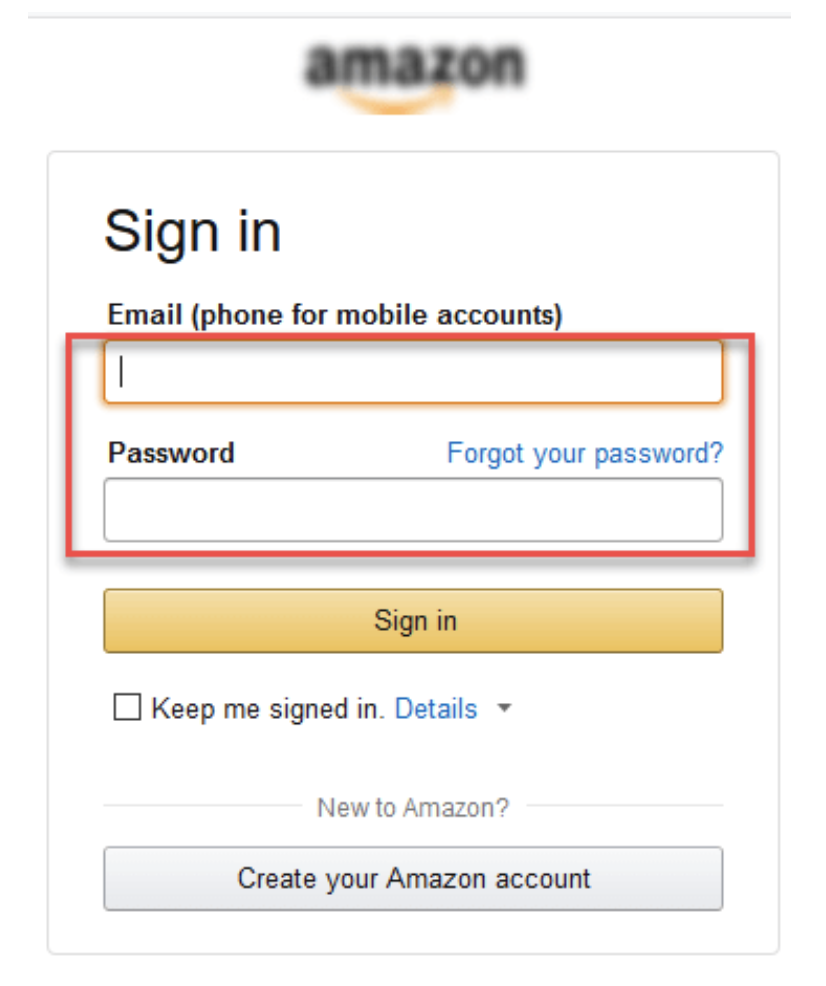 amazon
Sign in
Email (phone for mobile accounts)
Password Forgot your password?
Sign in
Keep me signed in. Details
New to Amazon?
Create your Amazon account